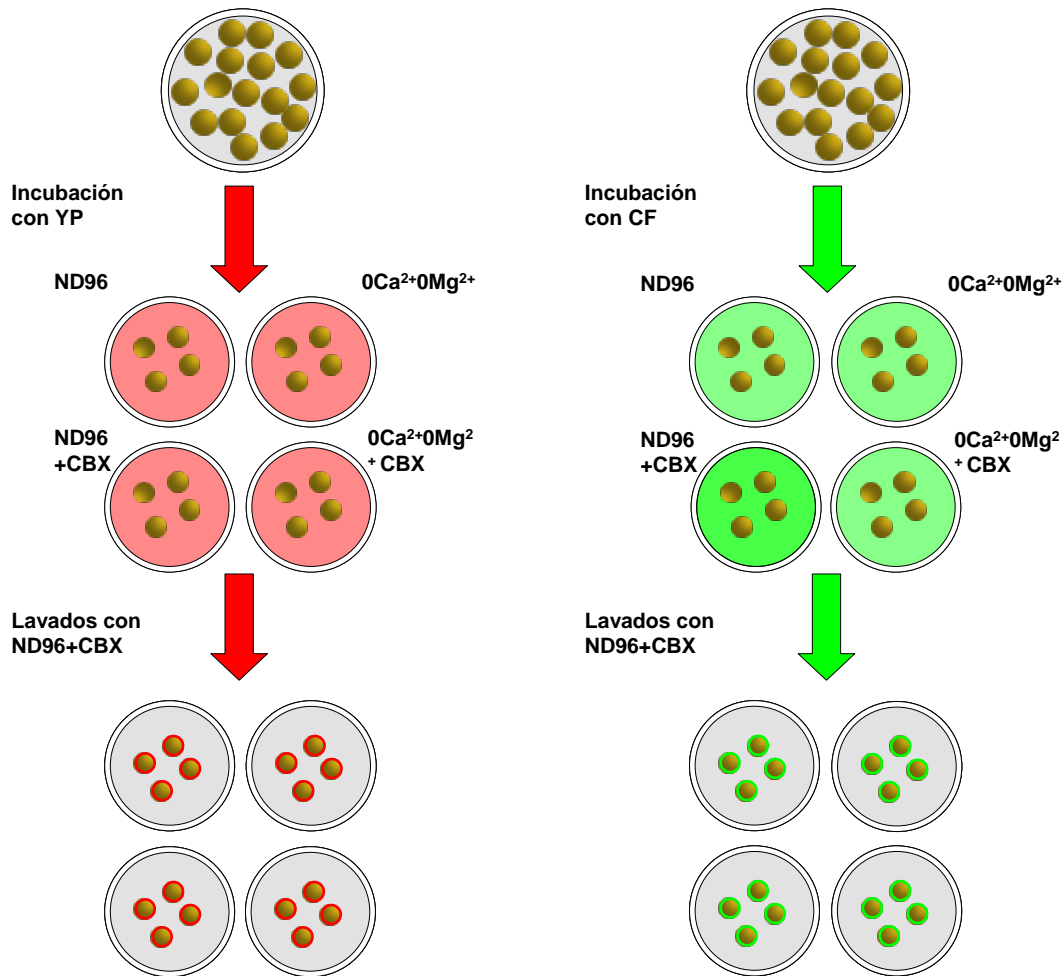 Incubación
con YP
ND96
0Ca²⁺0Mg²⁺
ND96
+CBX
0Ca²⁺0Mg²
⁺ CBX
Lavados con
ND96+CBX
Incubación
con CF
ND96
0Ca²⁺0Mg²⁺
ND96
+CBX
0Ca²⁺0Mg²
⁺ CBX
Lavados con
ND96+CBX